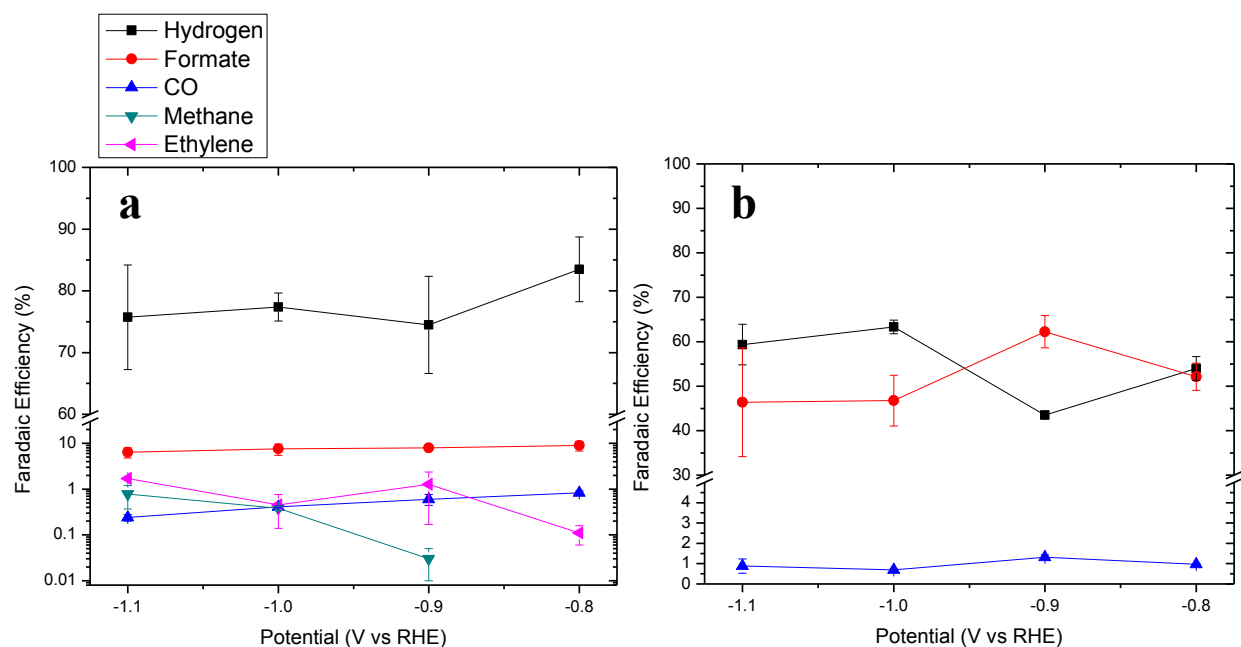 Hydrogen
Formate
CO
Methane
Ethylene
a
100
90
80
70
60
10
1
0.1
0.01
Faradaic Efficiency (%)
-1.1 -1.0 -0.9 -0.8
Potential (V vs RHE)
b
100
90
80
70
60
50
40
30
5
4
3
2
1
0
Faradaic Efficiency (%)
-1.1 -1.0 -0.9 -0.8
Potential (V vs RHE)